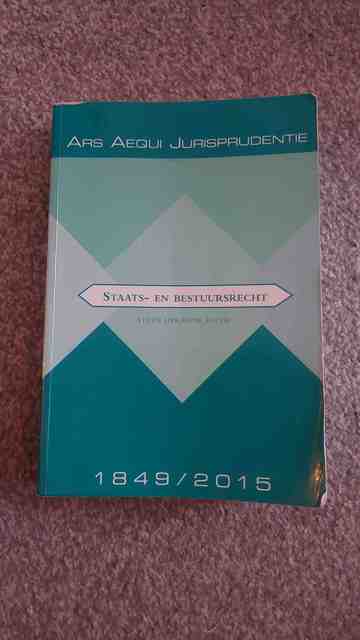 ARS AEQUI JURISPRUDENTIE
STAATS- EN BESTUURSRECHT
1849/2015